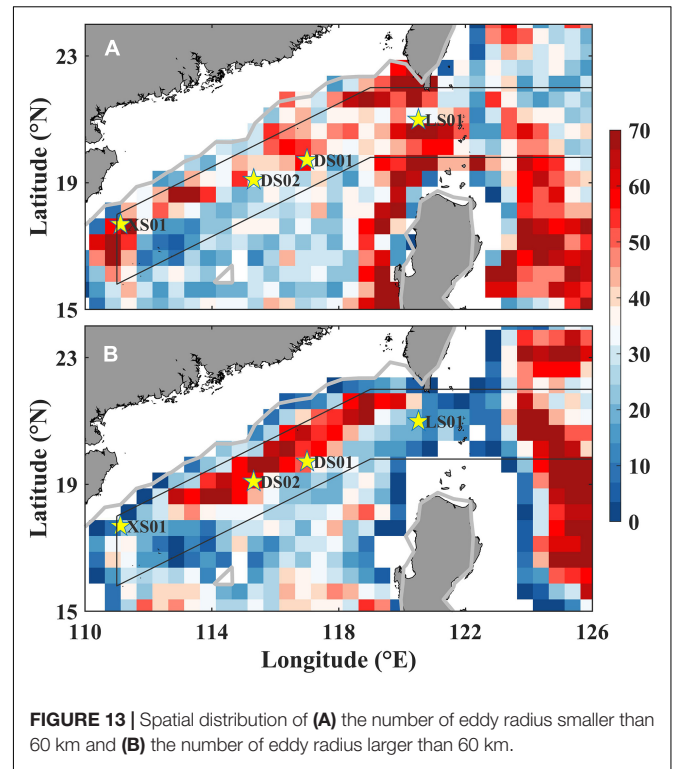 A
23
19
15
Latitude (°N)
LS01
DS01
DS02
XS01
70
60
50
40
30
20
10
0
B
23
19
15
Latitude (°N)
LS01
DS01
DS02
XS01
110 114 118 122 126
Longitude (°E)
FIGURE 13 | Spatial distribution of (A) the number of eddy radius smaller than
60 km and (B) the number of eddy radius larger than 60 km.